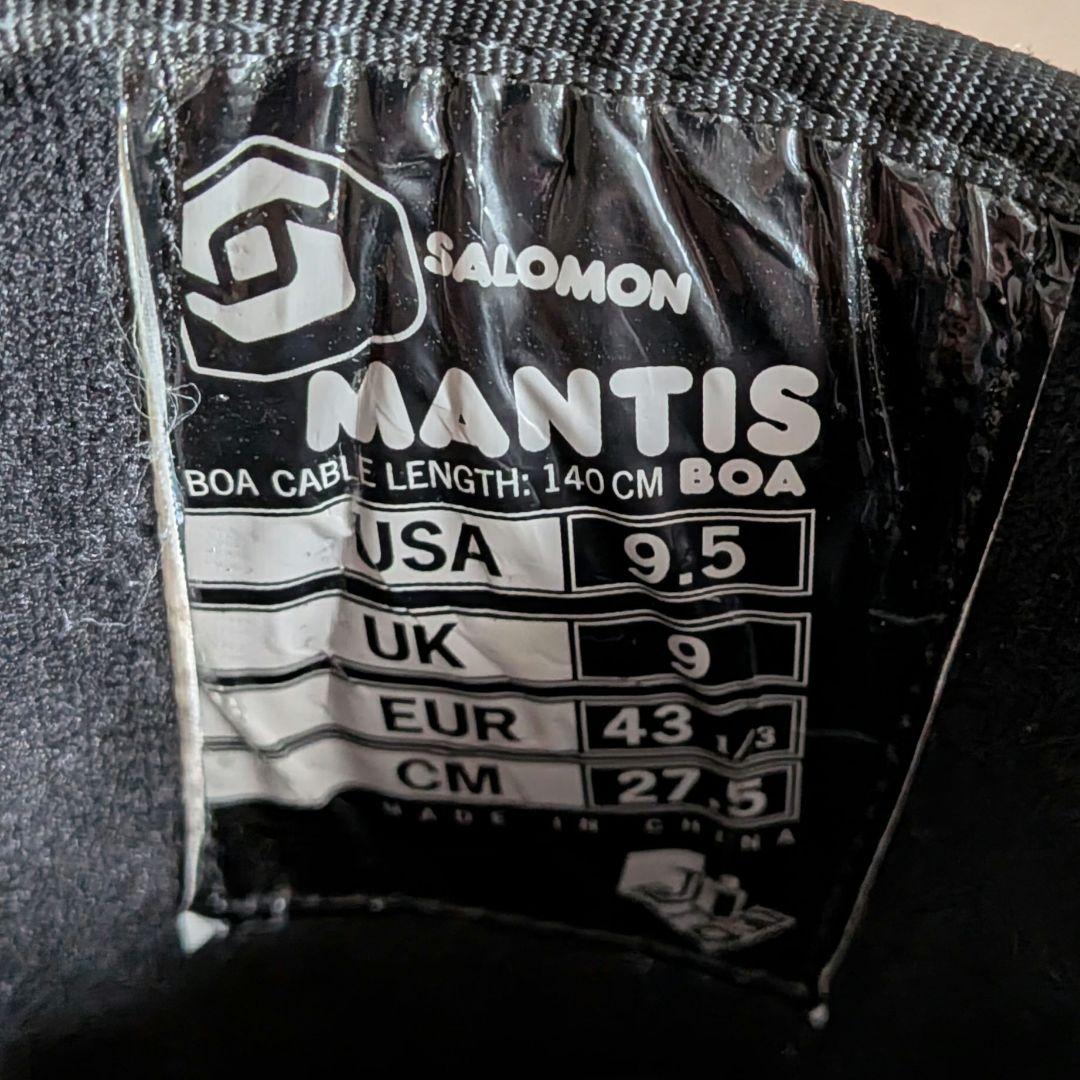 SALOMON
MANTIS
BOA CABLE LENGTH: 140 CM BOA
USA 9.5
UK 9
EUR 43 1/3
CM 27.5
MADE IN CHINA